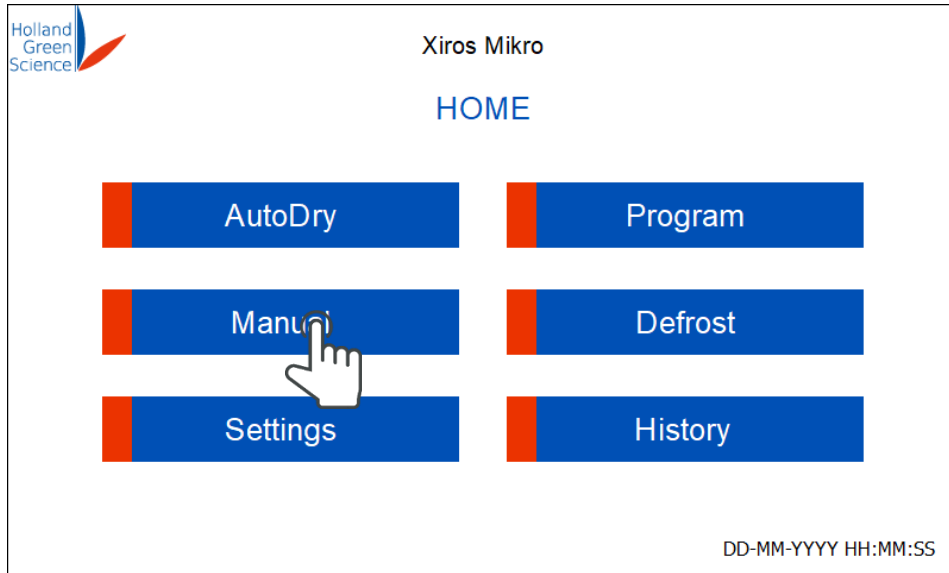 Holland
Green
Science
Xiros Mikro
HOME
AutoDry
Program
Manual
Defrost
Settings
History
DD-MM-YYYY HH:MM:SS